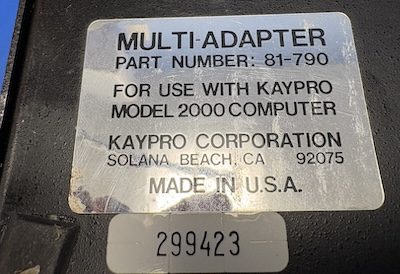 MULTI-ADAPTER
PART NUMBER: 81-790
FOR USE WITH KAYPRO
MODEL 2000 COMPUTER
KAYPRO CORPORATION
SOLANA BEACH, CA 92075
MADE IN U.S.A.
299423